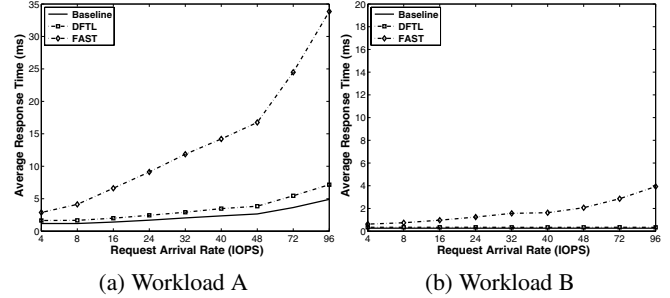 35
30
25
20
15
10
5
0
Average Response Time (ms)
Baseline
DFTL
FAST
4 8 16 24 32 40 48 72 96
Request Arrival Rate (IOPS)
(a) Workload A
20
18
16
14
12
10
8
6
4
2
0
Average Response Time (ms)
Baseline
DFTL
FAST
4 8 16 24 32 40 48 72 96
Request Arrival Rate (IOPS)
(b) Workload B